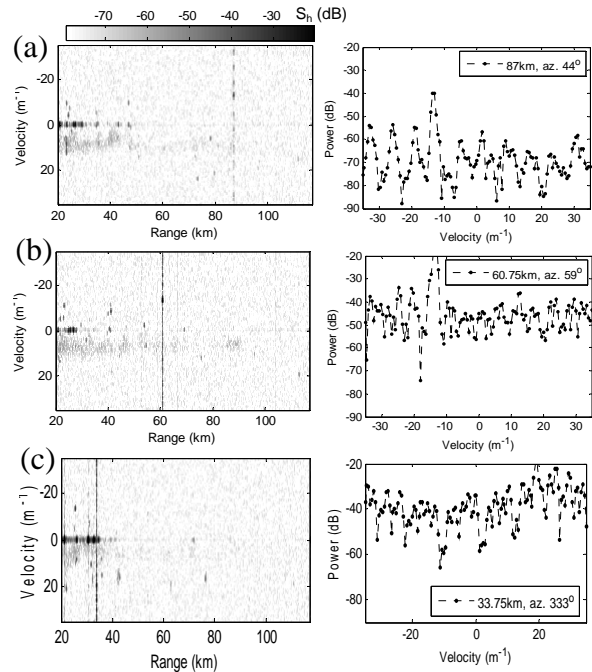 S_h (dB)
-70 -60 -50 -40 -30
(a)
-20
0
20
Velocity (m⁻¹)
20 40 60 80 100
Range (km)
-20
-30
-40
-50
-60
-70
-80
-90
Power (dB)
87km, az. 44º
-30 -20 -10 0 10 20 30
Velocity (m⁻¹)
(b)
-20
0
20
Velocity (m⁻¹)
20 40 60 80 100
Range (km)
-20
-30
-40
-50
-60
-70
-80
-90
Power (dB)
60.75km, az. 59º
-30 -20 -10 0 10 20 30
Velocity (m⁻¹)
(c)
-20
0
20
Velocity (m⁻¹)
20 40 60 80 100
Range (km)
-20
-40
-60
-80
Power (dB)
33.75km, az. 333º
-20 0 20
Velocity (m⁻¹)